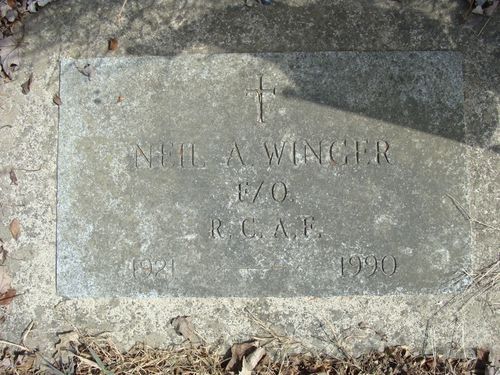 NEIL A. WINGER
F/O
R.C.A.F.
1921 — 1990